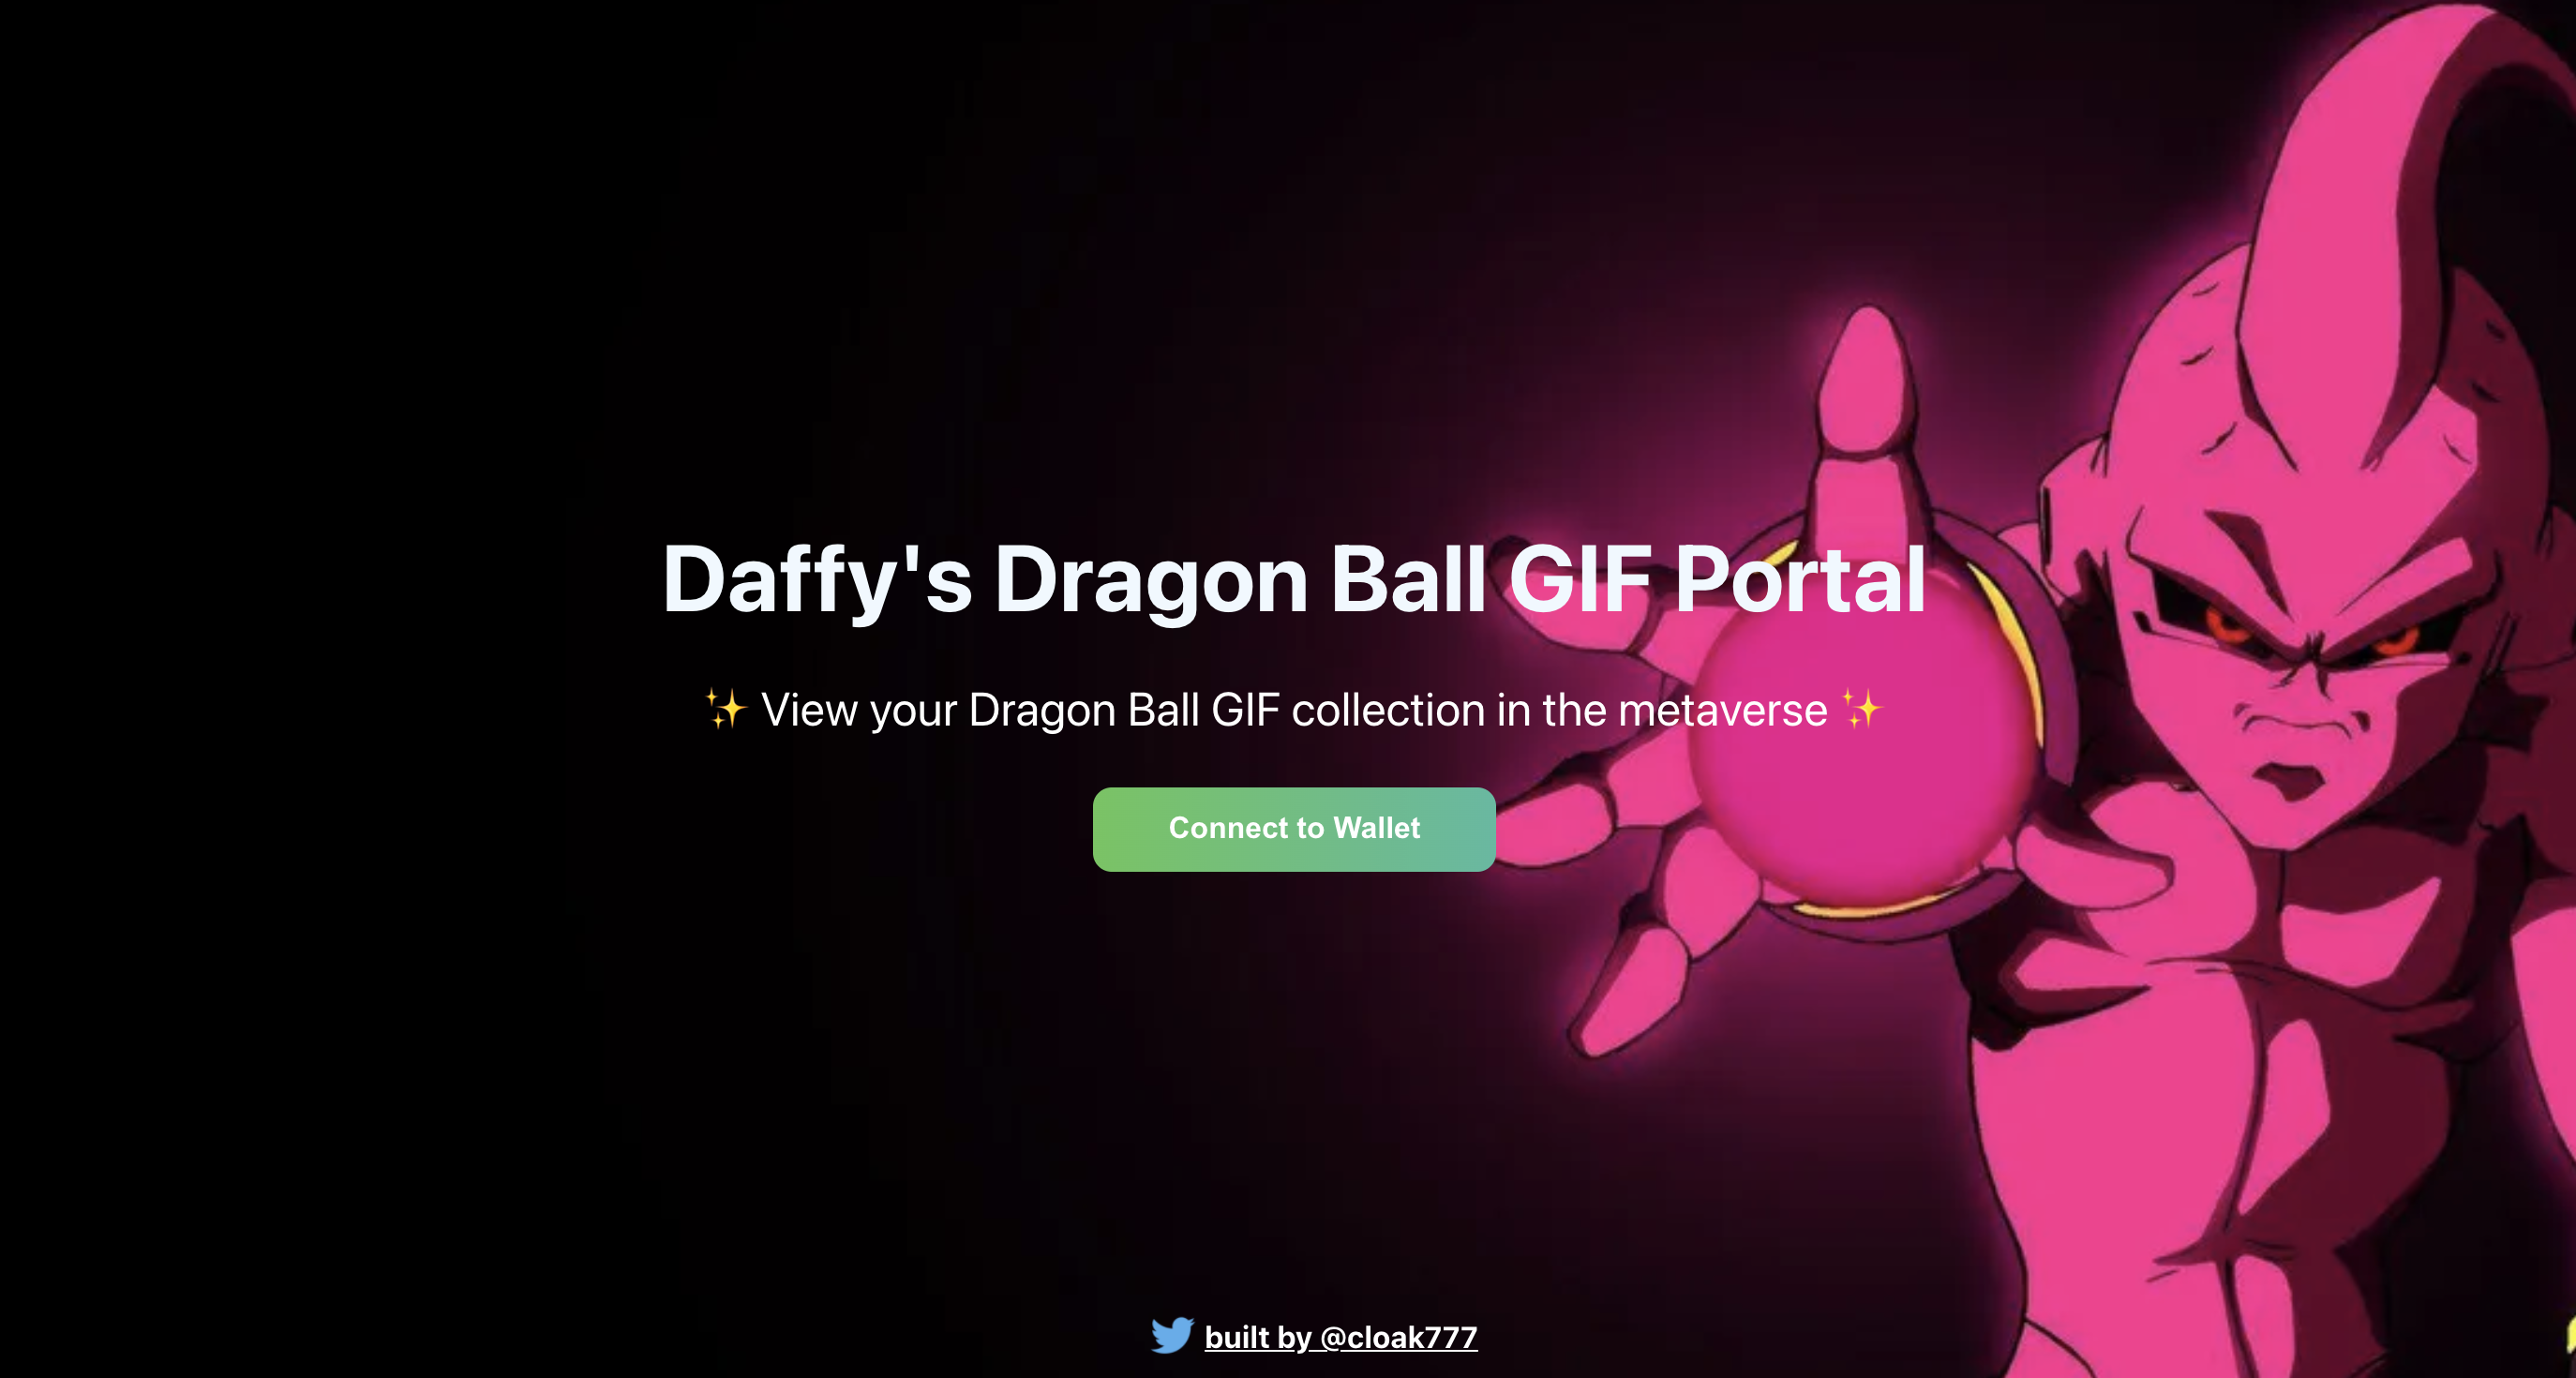 Daffy's Dragon Ball GIF Portal
✨ View your Dragon Ball GIF collection in the metaverse ✨
Connect to Wallet
built by @cloak777